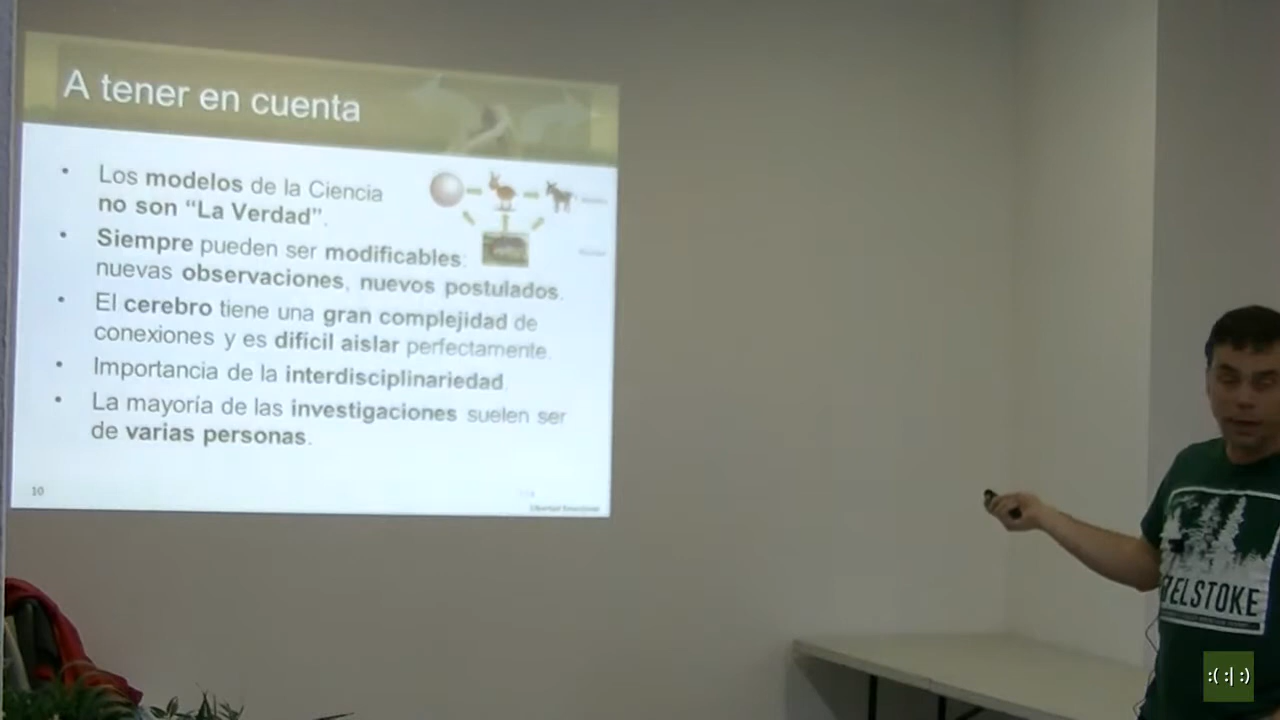 A tener en cuenta
• Los modelos de la Ciencia
no son “La Verdad”.
• Siempre pueden ser modificables:
nuevas observaciones, nuevos postulados.
• El cerebro tiene una gran complejidad de
conexiones y es difícil aislar perfectamente.
• Importancia de la interdisciplinariedad.
• La mayoría de las investigaciones suelen ser
de varias personas.
10
Libertad Emocional
ELSTOKE
:( :| :)